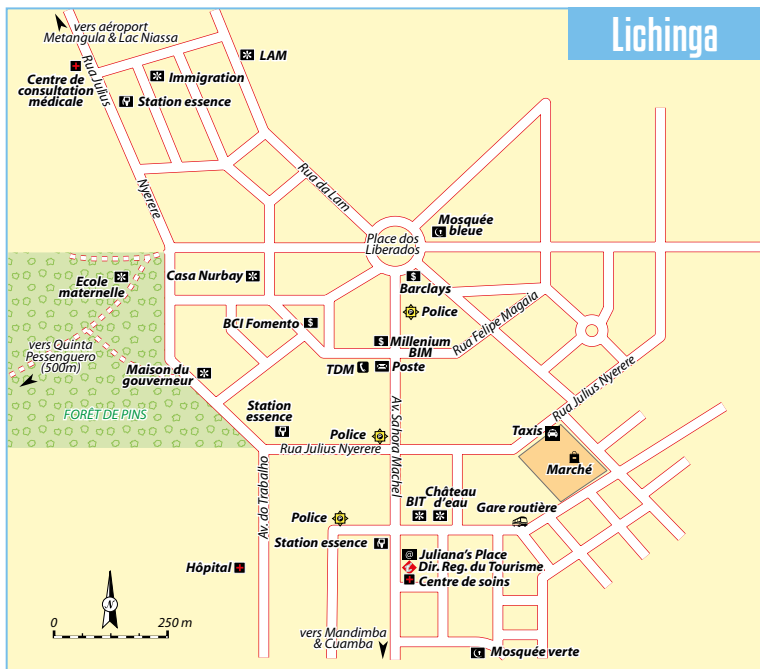 Lichinga
vers aéroport
Metangula & Lac Niassa
Rua Julius
LAM
Centre de
consultation
médicale
Immigration
Station essence
Rua da Lam
Nyerere
Mosquée
bleue
Place dos
Liberados
Ecole
maternelle
Casa Nurbay
Barclays
Police
BCI Fomento
Rua Felipe Magaia
Millenium
BIM
vers Quinta
Pessenguero
(500m)
Maison du
gouverneur
TDM
Poste
Rua Julius Nyerere
FORÊT DE PINS
Station
essence
Av. Sahora Machel
Taxis
Police
Rua Julius Nyerere
Marché
Av. do Trabalho
Château
d'eau
BIT
Gare routière
Police
Station essence
Juliana's Place
Dir. Reg. du Tourisme
Centre de soins
Hôpital
N
0 250 m
vers Mandimba
& Cuamba
Mosquée verte